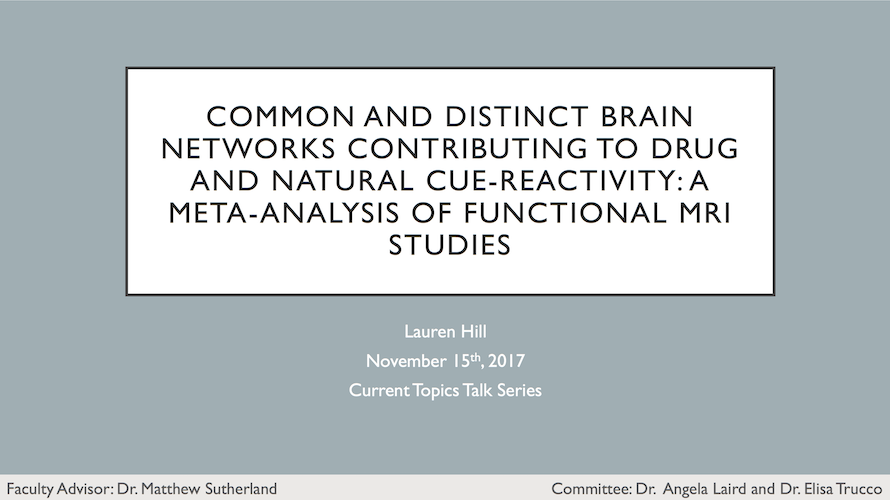 COMMON AND DISTINCT BRAIN
NETWORKS CONTRIBUTING TO DRUG
AND NATURAL CUE-REACTIVITY: A
META-ANALYSIS OF FUNCTIONAL MRI
STUDIES
Lauren Hill
November 15th, 2017
Current Topics Talk Series
Faculty Advisor: Dr. Matthew Sutherland
Committee: Dr. Angela Laird and Dr. Elisa Trucco